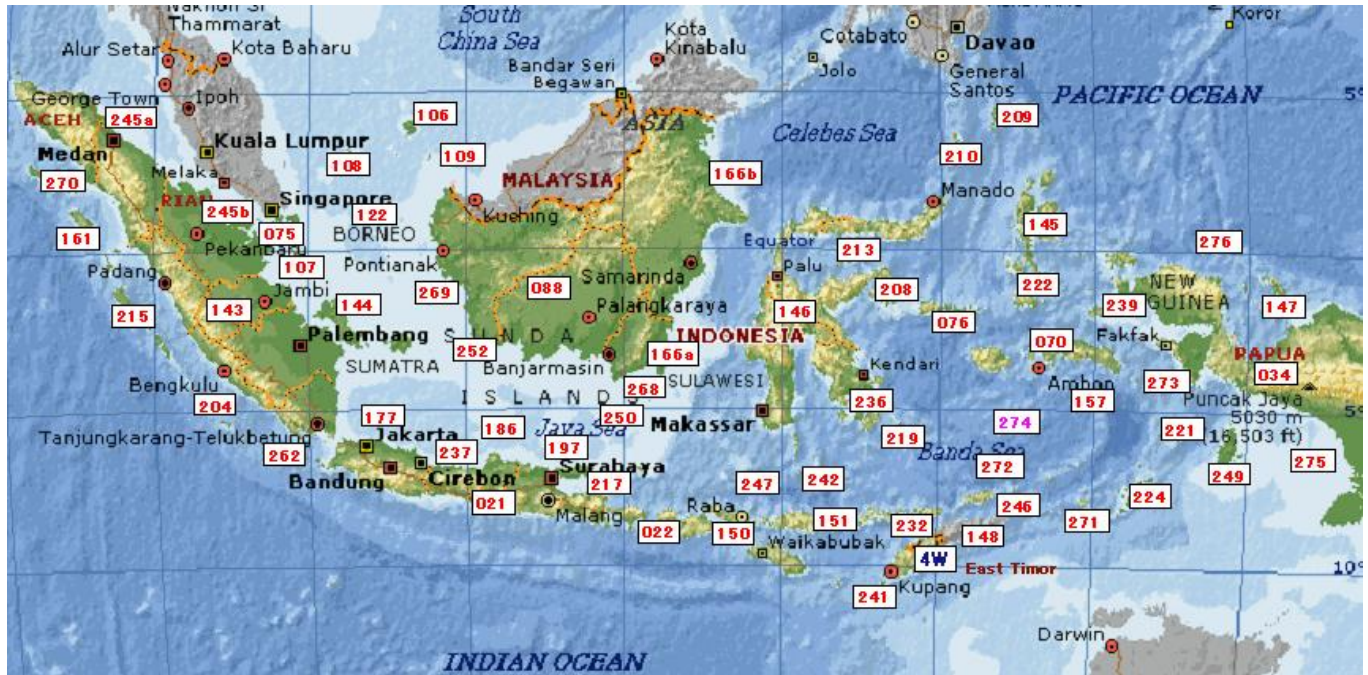 Nakhon Si
Thammarat
South
China Sea
Kota
Kinabalu
Cotabato
Davao
Koror
Alur Setar
Kota Baharu
Bandar Seri
Begawan
Jolo
General
Santos
George Town
Ipoh
5°
PACIFIC OCEAN
ACEH
245a
106
ASIA
Celebes Sea
209
Medan
Kuala Lumpur
108
109
210
270
Melaka
MALAYSIA
166b
Manado
RIAU
245b
Singapore
122
Kuching
145
161
075
Pekanbaru
BORNEO
Equator
213
276
Padang
107
Pontianak
Samarinda
Palu
NEW
GUINEA
143
Jambi
144
269
088
208
222
239
147
215
Palangkaraya
146
076
Palembang
SUNDA
INDONESIA
070
Fakfak
PAPUA
SUMATRA
252
Banjarmasin
166a
Kendari
Ambon
034
Bengkulu
268
SULAWESI
273
Puncak Jaya
5030 m
(16,503 ft)
204
ISLANDS
236
157
5°
177
186
Java Sea
250
Makassar
274
221
Tanjungkarang-Telukbetung
Jakarta
197
219
Banda Sea
262
237
Surabaya
272
275
Bandung
Cirebon
217
247
242
249
021
Malang
Raba
246
224
022
150
151
232
271
Waikabubak
148
4W
East Timor
10°
241
Kupang
Darwin
INDIAN OCEAN